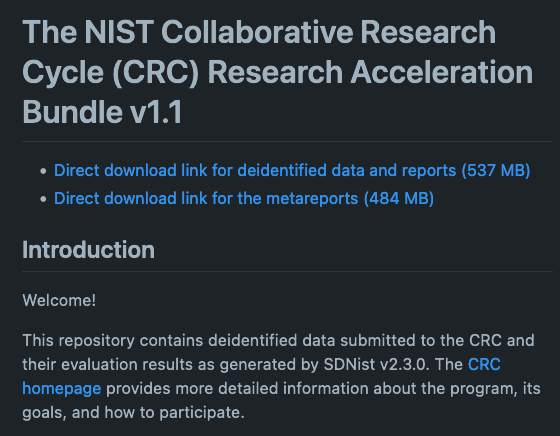 The NIST Collaborative Research
Cycle (CRC) Research Acceleration
Bundle v1.1
• Direct download link for deidentified data and reports (537 MB)
• Direct download link for the metareports (484 MB)
Introduction
Welcome!
This repository contains deidentified data submitted to the CRC and
their evaluation results as generated by SDNist v2.3.0. The CRC
homepage provides more detailed information about the program, its
goals, and how to participate.